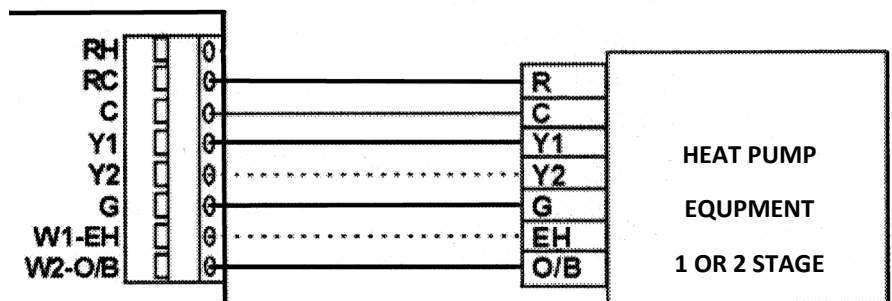 RH
RC
C
Y1
Y2
G
W1-EH
W2-O/B
R
C
Y1
Y2
G
EH
O/B
HEAT PUMP
EQUPMENT
1 OR 2 STAGE